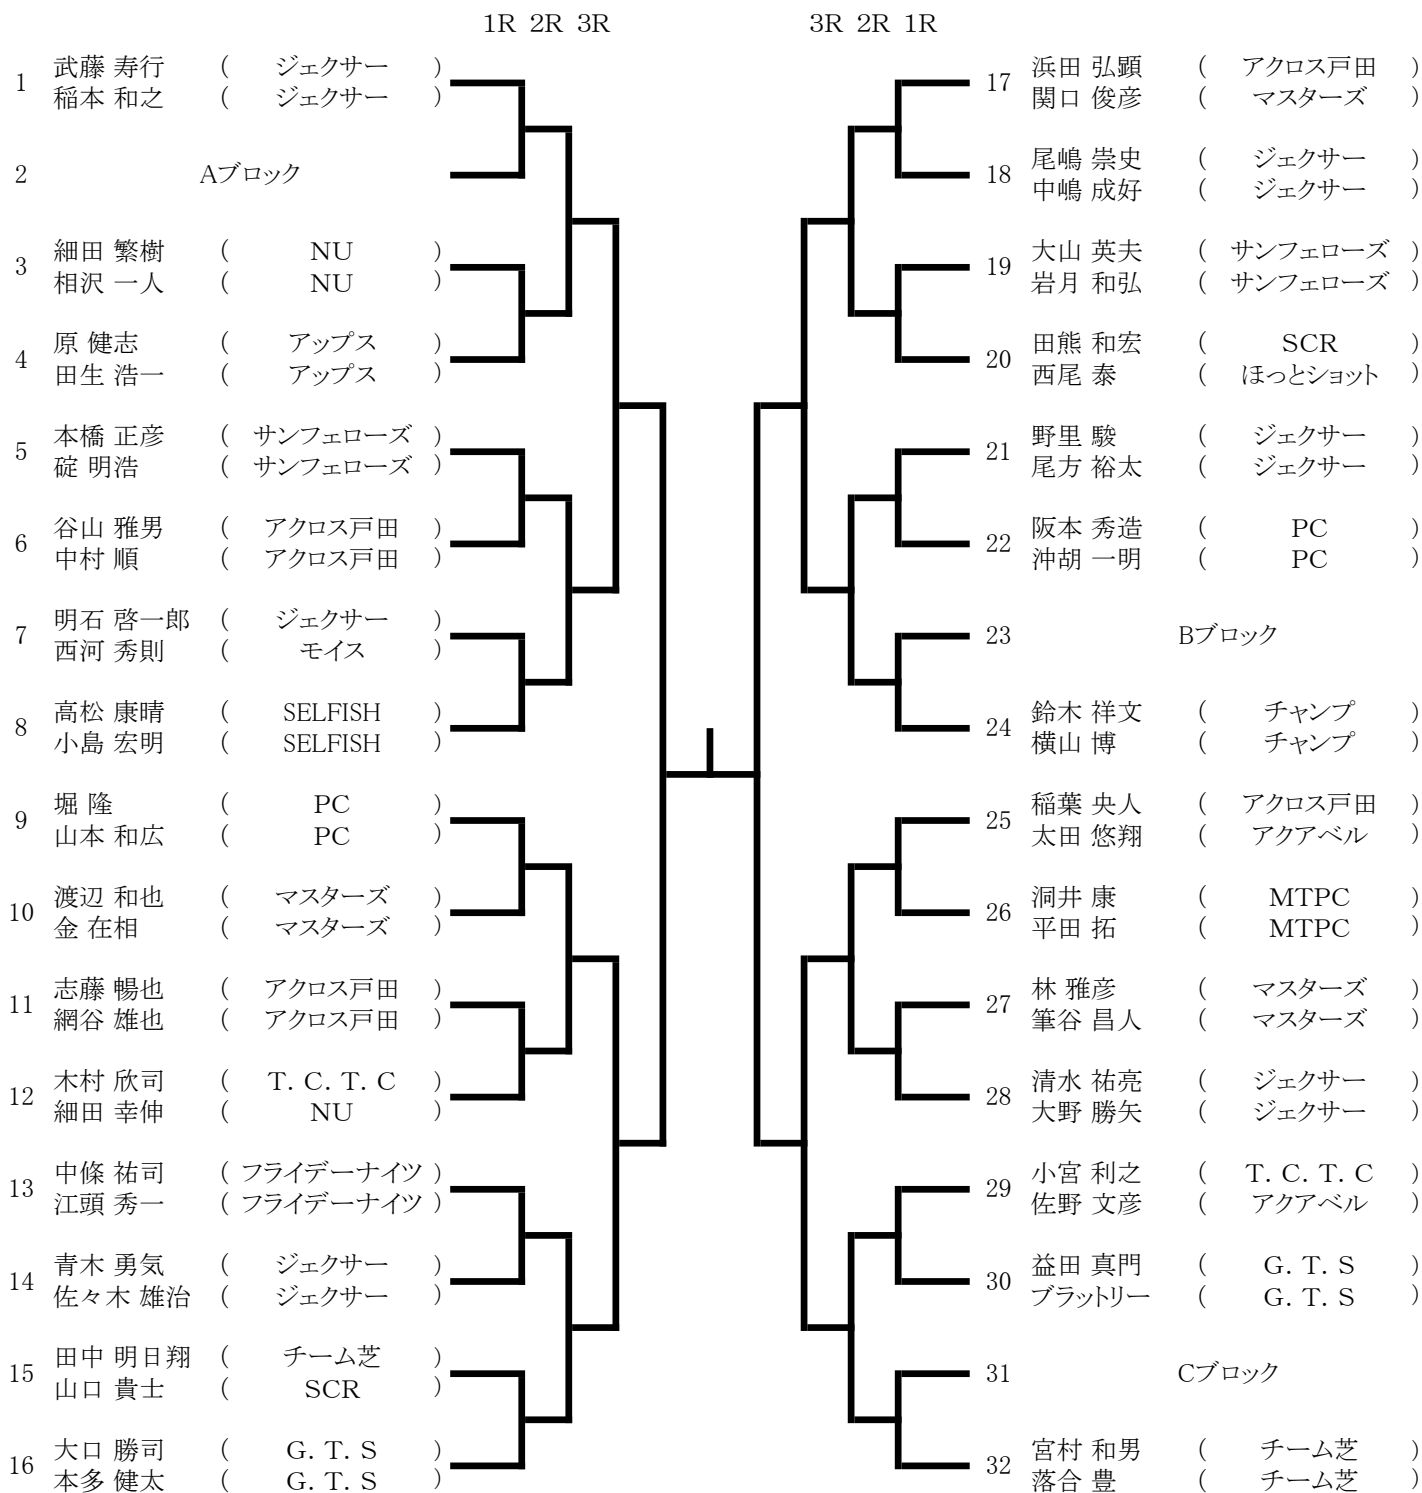 1R 2R 3R
3R 2R 1R
1 武藤 寿行 ( ジェクサー )
稲本 和之 ( ジェクサー )
2 Aブロック
3 細田 繁樹 ( NU )
相沢 一人 ( NU )
4 原 健志 ( アップス )
田生 浩一 ( アップス )
5 本橋 正彦 ( サンフェローズ )
碇 明浩 ( サンフェローズ )
6 谷山 雅男 ( アクロス戸田 )
中村 順 ( アクロス戸田 )
7 明石 啓一郎 ( ジェクサー )
西河 秀則 ( モイス )
8 高松 康晴 ( SELFISH )
小島 宏明 ( SELFISH )
9 堀 隆 ( PC )
山本 和広 ( PC )
10 渡辺 和也 ( マスターズ )
金 在相 ( マスターズ )
11 志藤 暢也 ( アクロス戸田 )
網谷 雄也 ( アクロス戸田 )
12 木村 欣司 ( T. C. T. C )
細田 幸伸 ( NU )
13 中條 祐司 ( フライデーナイツ )
江頭 秀一 ( フライデーナイツ )
14 青木 勇気 ( ジェクサー )
佐々木 雄治 ( ジェクサー )
15 田中 明日翔 ( チーム芝 )
山口 貴士 ( SCR )
16 大口 勝司 ( G. T. S )
本多 健太 ( G. T. S )
17 浜田 弘顕 ( アクロス戸田 )
関口 俊彦 ( マスターズ )
18 尾嶋 崇史 ( ジェクサー )
中嶋 成好 ( ジェクサー )
19 大山 英夫 ( サンフェローズ )
岩月 和弘 ( サンフェローズ )
20 田熊 和宏 ( SCR )
西尾 泰 ( ほっとショット )
21 野里 駿 ( ジェクサー )
尾方 裕太 ( ジェクサー )
22 阪本 秀造 ( PC )
沖胡 一明 ( PC )
23 Bブロック
24 鈴木 祥文 ( チャンプ )
横山 博 ( チャンプ )
25 稲葉 央人 ( アクロス戸田 )
太田 悠翔 ( アクアベル )
26 洞井 康 ( MTPC )
平田 拓 ( MTPC )
27 林 雅彦 ( マスターズ )
筆谷 昌人 ( マスターズ )
28 清水 祐亮 ( ジェクサー )
大野 勝矢 ( ジェクサー )
29 小宮 利之 ( T. C. T. C )
佐野 文彦 ( アクアベル )
30 益田 真門 ( G. T. S )
ブラットリー ( G. T. S )
31 Cブロック
32 宮村 和男 ( チーム芝 )
落合 豊 ( チーム芝 )